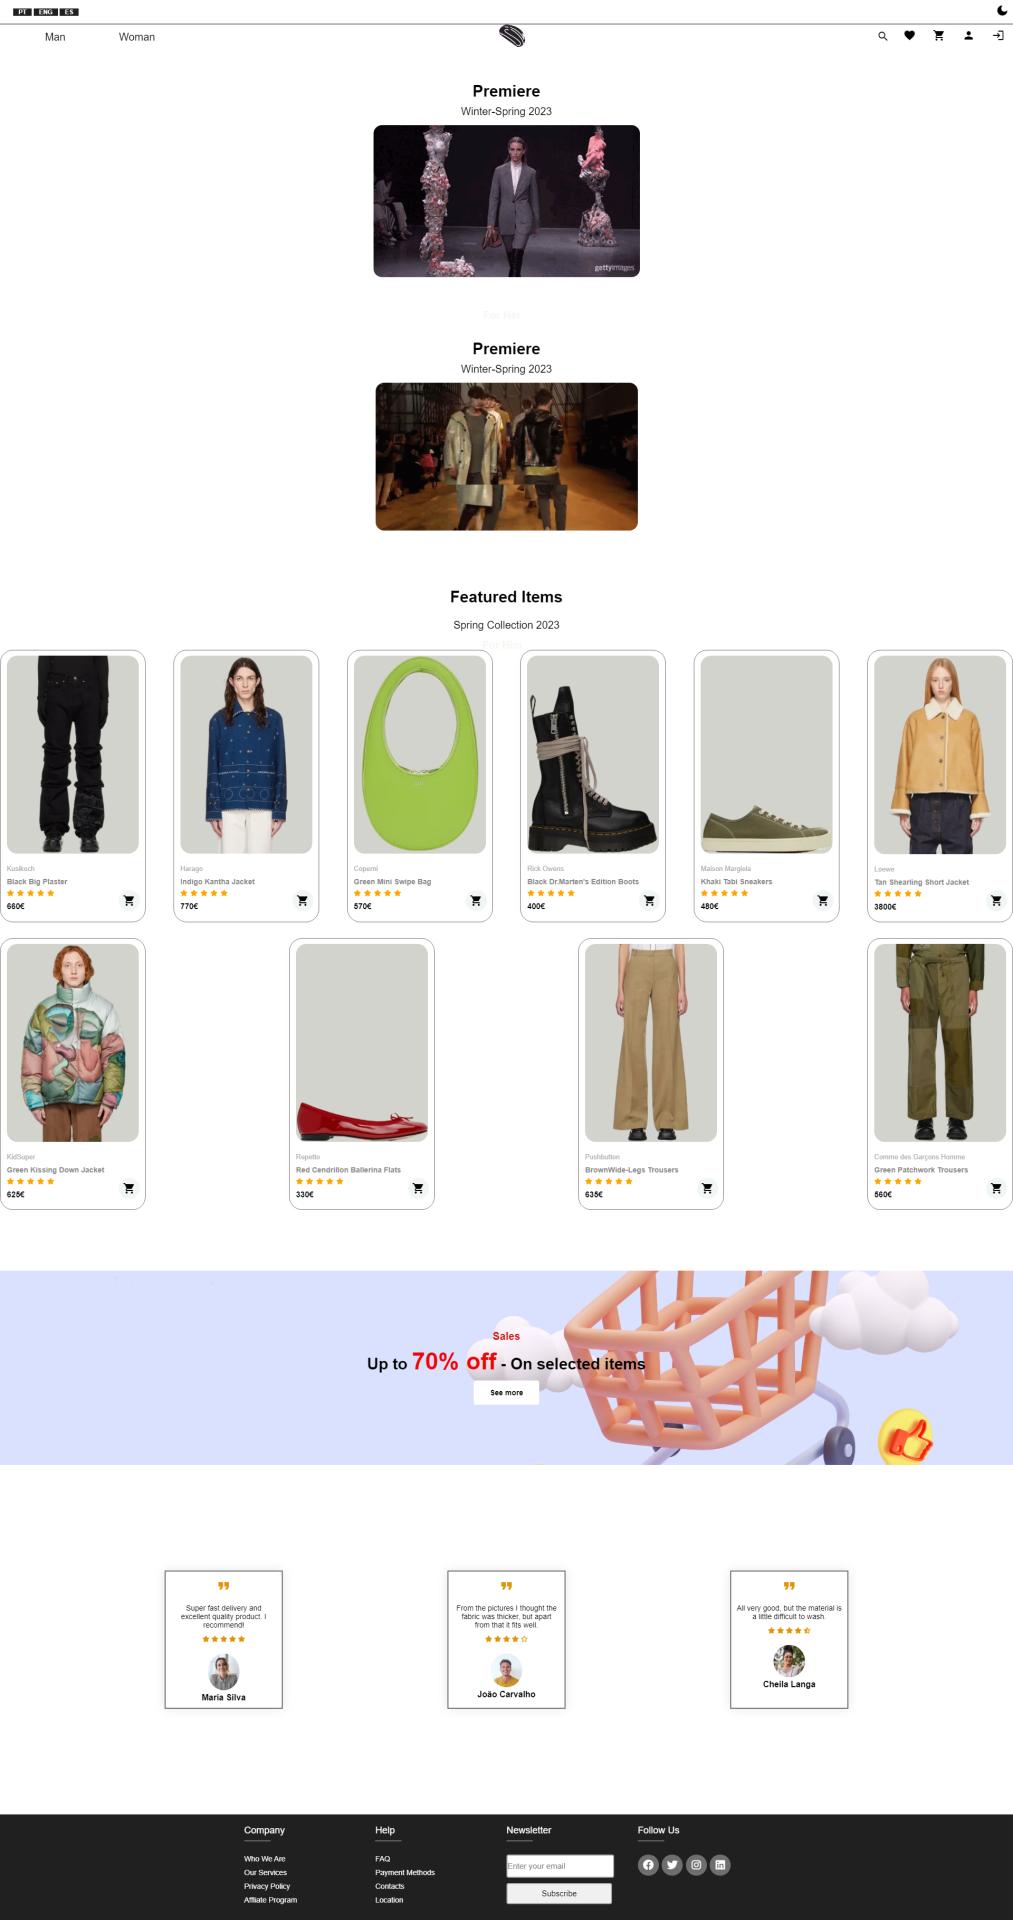 PT ENG ES
Man Woman
Premiere
Winter-Spring 2023
gettyimages
For Her
Premiere
Winter-Spring 2023
Featured Items
Spring Collection 2023
For Him
Kusikoch
Black Big Plaster
660€
Harago
Indigo Kantha Jacket
770€
Coperni
Green Mini Swipe Bag
570€
Rick Owens
Black Dr.Marten's Edition Boots
400€
Maison Margiela
Khaki Tabi Sneakers
480€
Loewe
Tan Shearling Short Jacket
3800€
KidSuper
Green Kissing Down Jacket
625€
Repetto
Red Cendrillon Ballerina Flats
330€
Pushbutton
BrownWide-Legs Trousers
635€
Comme des Garçons Homme
Green Patchwork Trousers
560€
Sales
Up to 70% off - On selected items
See more
Super fast delivery and
excellent quality product. I
recommend!
Maria Silva
From the pictures I thought the
fabric was thicker, but apart
from that it fits well.
João Carvalho
All very good, but the material is
a little difficult to wash.
Cheila Langa
Company
Who We Are
Our Services
Privacy Policy
Affliate Program
Help
FAQ
Payment Methods
Contacts
Location
Newsletter
Enter your email
Subscribe
Follow Us